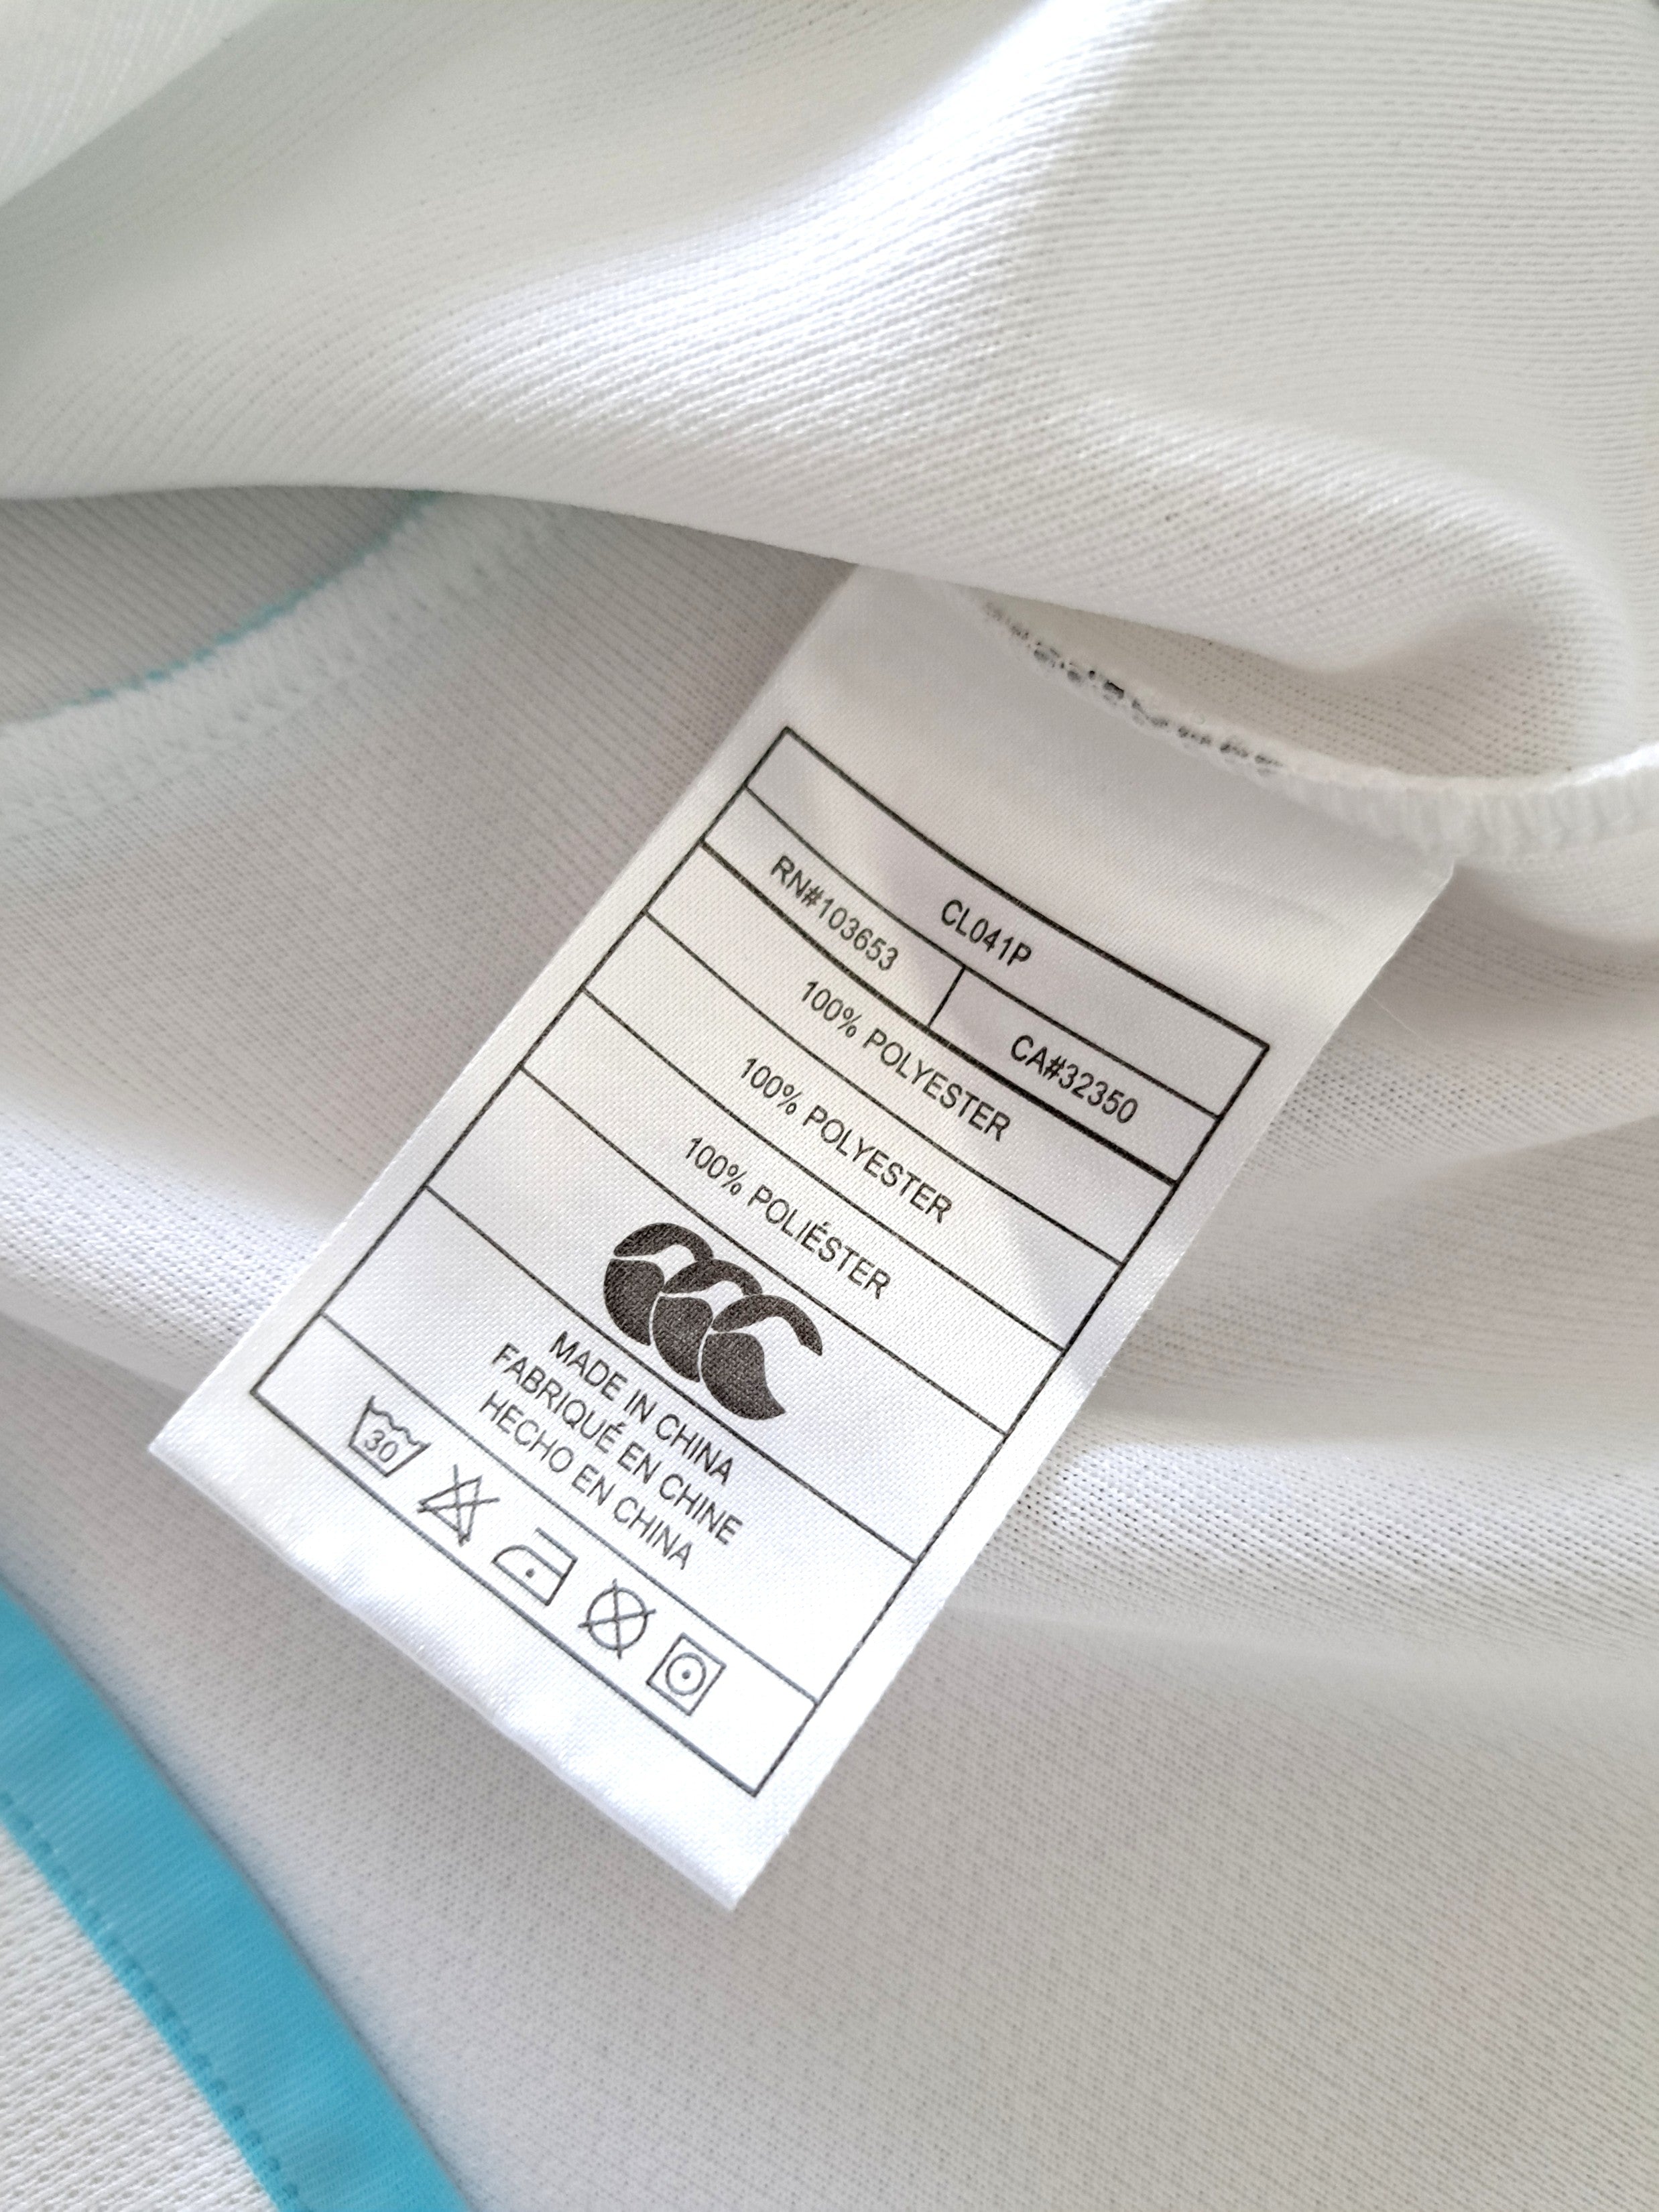 CL041P
RN#103653 CA#32350
100% POLYESTER
100% POLYESTER
100% POLIÉSTER
MADE IN CHINA
FABRIQUÉ EN CHINE
HECHO EN CHINA
30